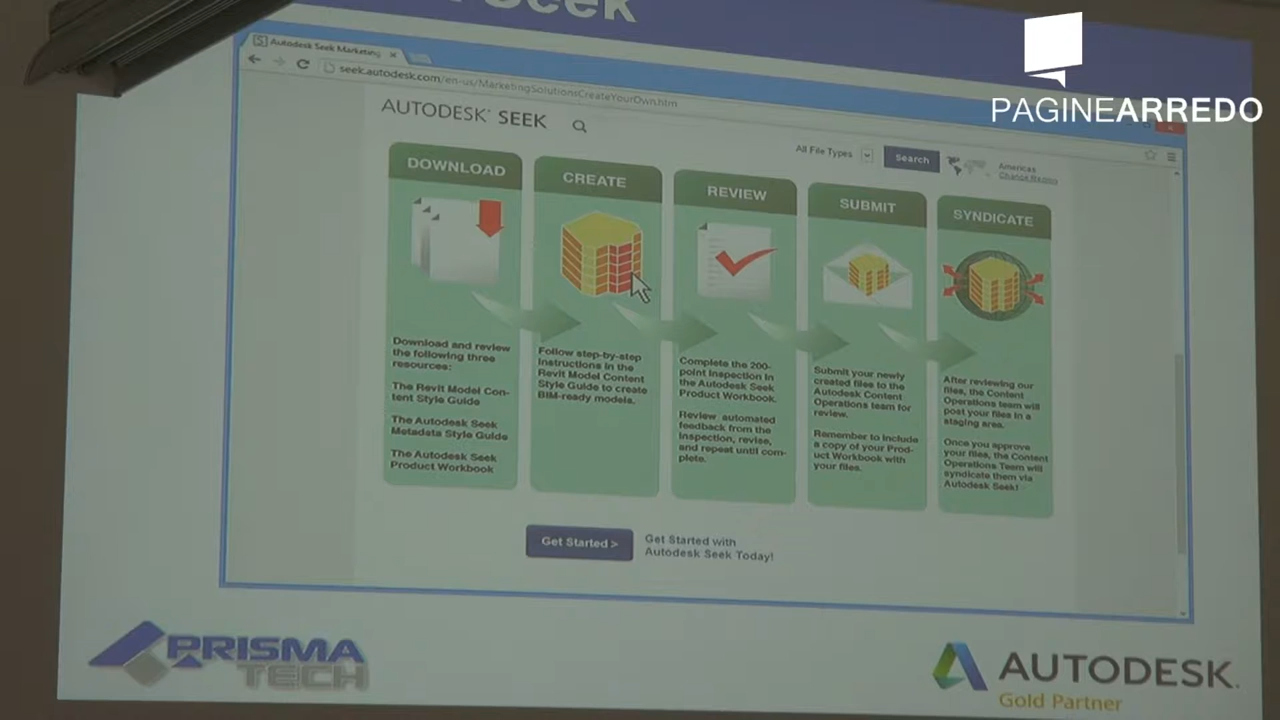 Seek
PAGINEARREDO
Autodesk Seek Marketing
seek.autodesk.com/en-us/MarketingSolutionsCreateYourOwn.htm
AUTODESK® SEEK
All File Types
Search
Americas
Change Region
DOWNLOAD
Download and review
the following three
resources:
The Revit Model Con-
tent Style Guide
The Autodesk Seek
Metadata Style Guide
The Autodesk Seek
Product Workbook
CREATE
Follow step-by-step
instructions in the
Revit Model Content
Style Guide to create
BIM-ready models.
REVIEW
Complete the 200-
point inspection in
the Autodesk Seek
Product Workbook.
Review automated
feedback from the
inspection, revise,
and repeat until com-
plete.
SUBMIT
Submit your newly
created files to the
Autodesk Content
Operations team for
review.
Remember to include
a copy of your Prod-
uct Workbook with
your files.
SYNDICATE
After reviewing our
files, the Content
Operations team will
post your files in a
staging area.
Once you approve
your files, the Content
Operations Team will
syndicate them via
Autodesk Seek!
Get Started >
Get Started with
Autodesk Seek Today!
PRISMA
TECH
AUTODESK.
Gold Partner